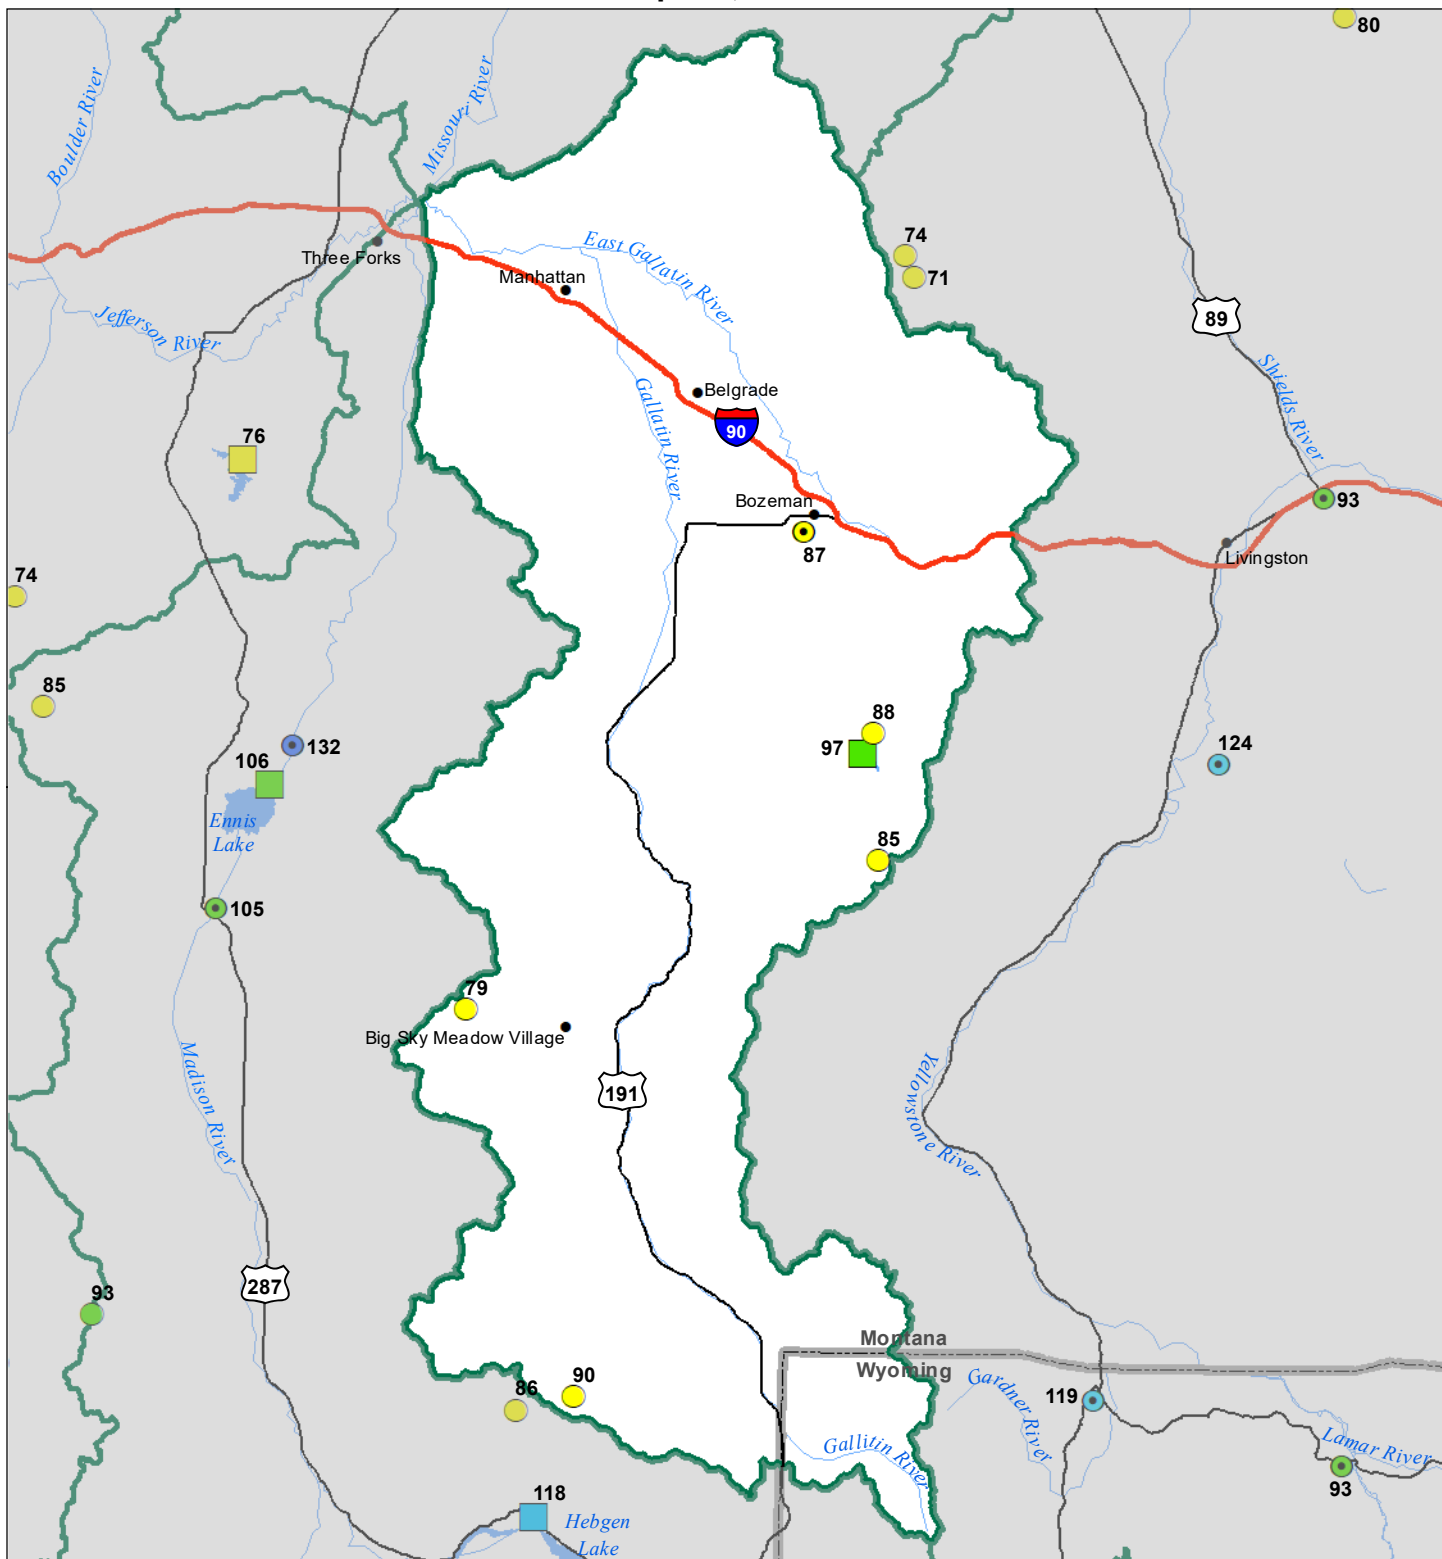 80
Boulder River
Missouri River
Three Forks
Manhattan
East Gallatin River
74
71
Jefferson River
89
Shields River
Belgrade
90
Gallatin River
76
Bozeman
87
93
Livingston
74
85
88
97
132
106
124
Ennis
Lake
85
105
79
Big Sky Meadow Village
Madison River
191
Yellowstone River
287
93
Montana
Wyoming
90
86
Gardner River
119
Gallitin River
Lamar River
93
118
Hebgen
Lake